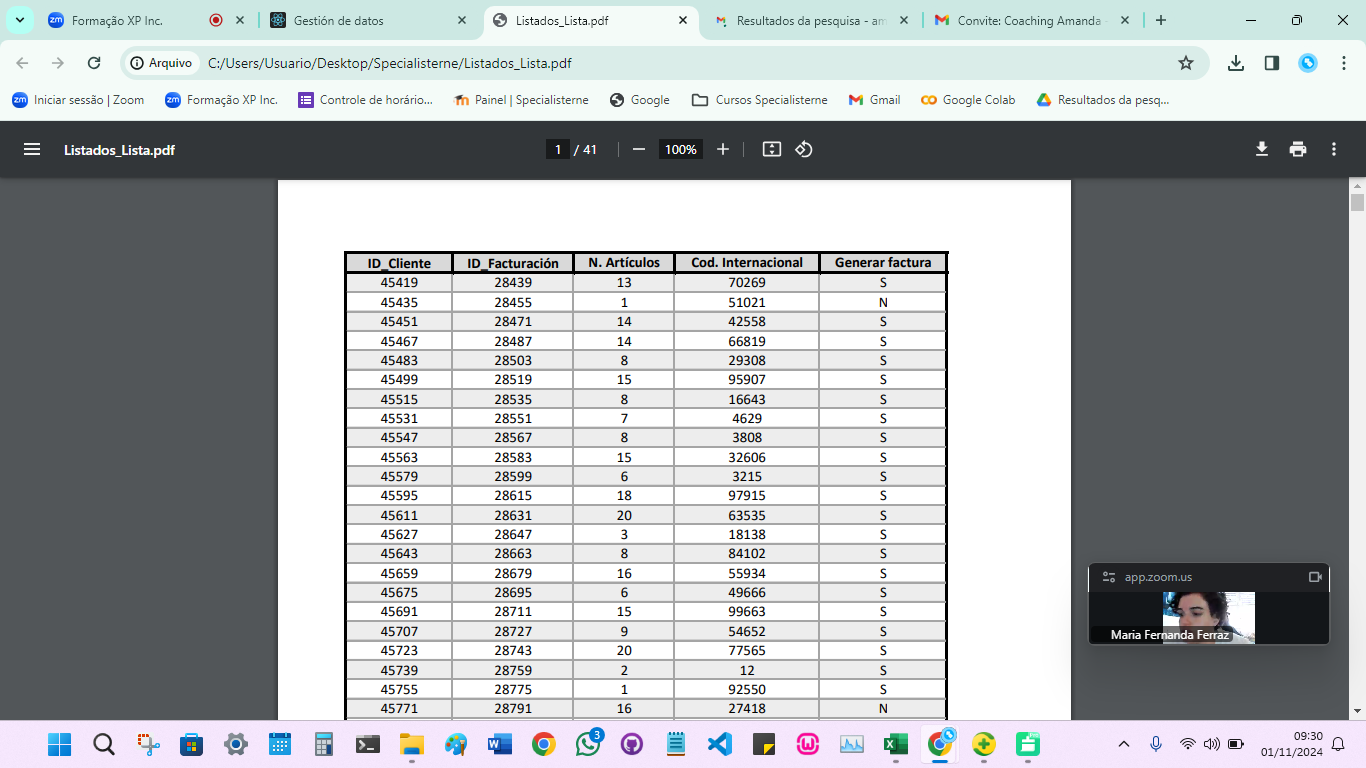 Formação XP Inc.
Gestión de datos
Listados_Lista.pdf
Resultados da pesquisa - am
Convite: Coaching Amanda
Arquivo
C:/Users/Usuario/Desktop/Specialisterne/Listados_Lista.pdf
zm Iniciar sessão | Zoom
zm Formação XP Inc.
Controle de horário...
Painel | Specialisterne
Google
Cursos Specialisterne
Gmail
Google Colab
Resultados da pesq...
Listados_Lista.pdf
1 / 41
100%
ID_Cliente ID_Facturación N. Artículos Cod. Internacional Generar factura
45419 28439 13 70269 S
45435 28455 1 51021 N
45451 28471 14 42558 S
45467 28487 14 66819 S
45483 28503 8 29308 S
45499 28519 15 95907 S
45515 28535 8 16643 S
45531 28551 7 4629 S
45547 28567 8 3808 S
45563 28583 15 32606 S
45579 28599 6 3215 S
45595 28615 18 97915 S
45611 28631 20 63535 S
45627 28647 3 18138 S
45643 28663 8 84102 S
45659 28679 16 55934 S
45675 28695 6 49666 S
45691 28711 15 99663 S
45707 28727 9 54652 S
45723 28743 20 77565 S
45739 28759 2 12 S
45755 28775 1 92550 S
45771 28791 16 27418 N
app.zoom.us
Maria Fernanda Ferraz
3
09:30
01/11/2024